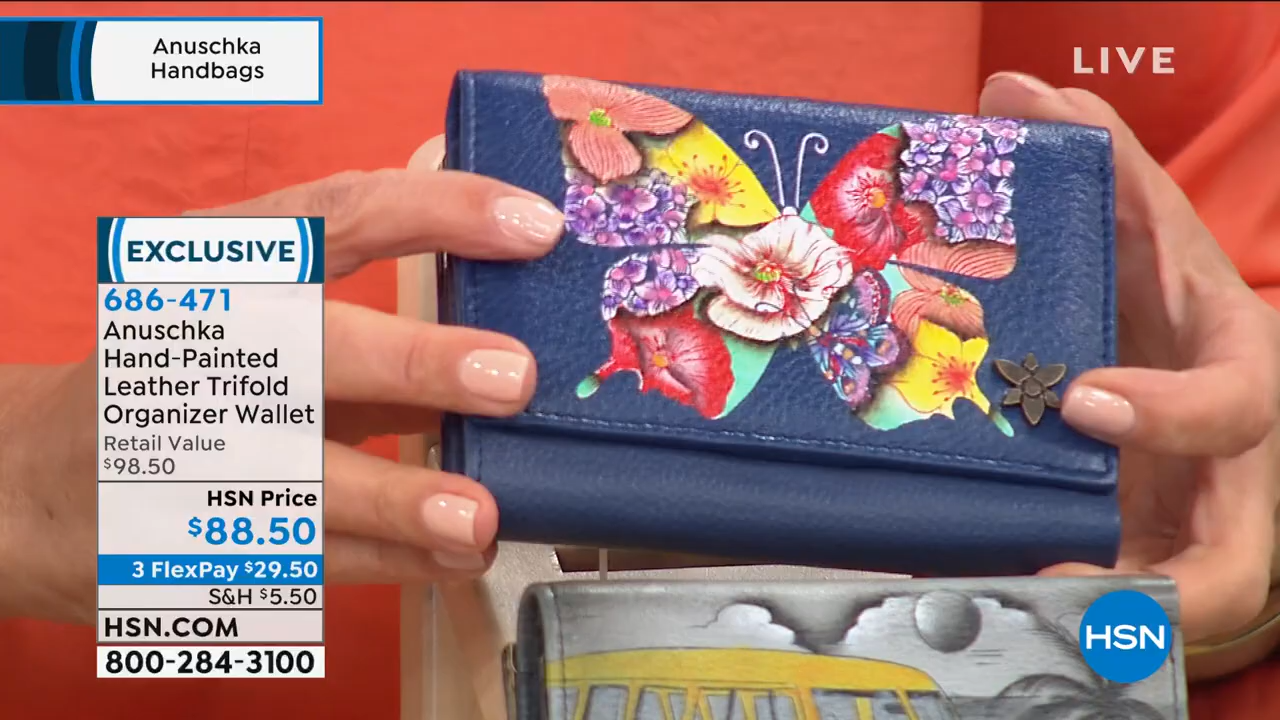 Anuschka
Handbags
LIVE
EXCLUSIVE
686-471
Anuschka
Hand-Painted
Leather Trifold
Organizer Wallet
Retail Value
$98.50
HSN Price
$88.50
3 FlexPay $29.50
S&H $5.50
HSN.COM
800-284-3100
HSN